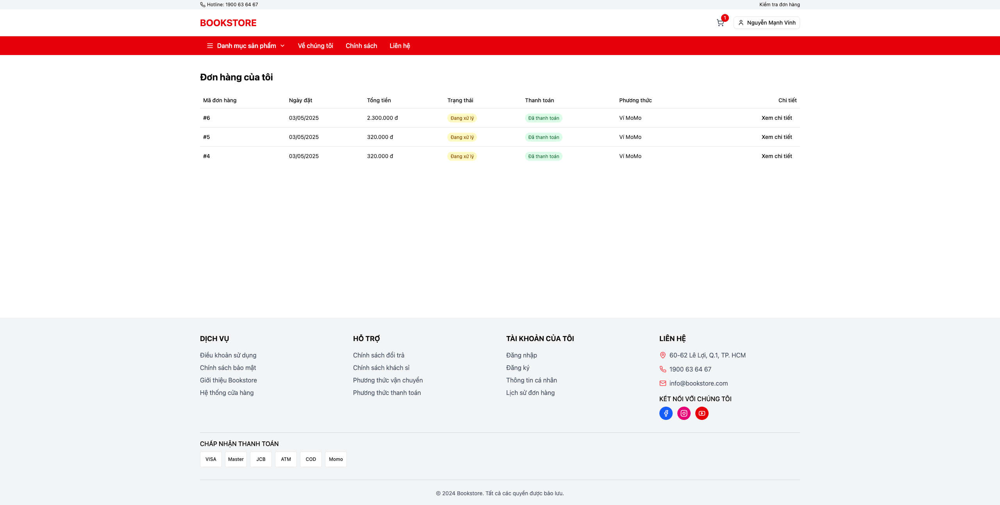 Hotline: 1900 63 64 67
Kiểm tra đơn hàng
BOOKSTORE
1
Nguyễn Mạnh Vinh
Danh mục sản phẩm
Về chúng tôi
Chính sách
Liên hệ
Đơn hàng của tôi
Mã đơn hàng Ngày đặt Tổng tiền Trạng thái Thanh toán Phương thức Chi tiết
#6 03/05/2025 2.300.000 đ Đang xử lý Đã thanh toán Ví MoMo Xem chi tiết
#5 03/05/2025 320.000 đ Đang xử lý Đã thanh toán Ví MoMo Xem chi tiết
#4 03/05/2025 320.000 đ Đang xử lý Đã thanh toán Ví MoMo Xem chi tiết
DỊCH VỤ
Điều khoản sử dụng
Chính sách bảo mật
Giới thiệu Bookstore
Hệ thống cửa hàng
HỖ TRỢ
Chính sách đổi trả
Chính sách khách sỉ
Phương thức vận chuyển
Phương thức thanh toán
TÀI KHOẢN CỦA TÔI
Đăng nhập
Đăng ký
Thông tin cá nhân
Lịch sử đơn hàng
LIÊN HỆ
60-62 Lê Lợi, Q.1, TP. HCM
1900 63 64 67
info@bookstore.com
KẾT NỐI VỚI CHÚNG TÔI
CHẤP NHẬN THANH TOÁN
VISA Master JCB ATM COD Momo
© 2024 Bookstore. Tất cả các quyền được bảo lưu.